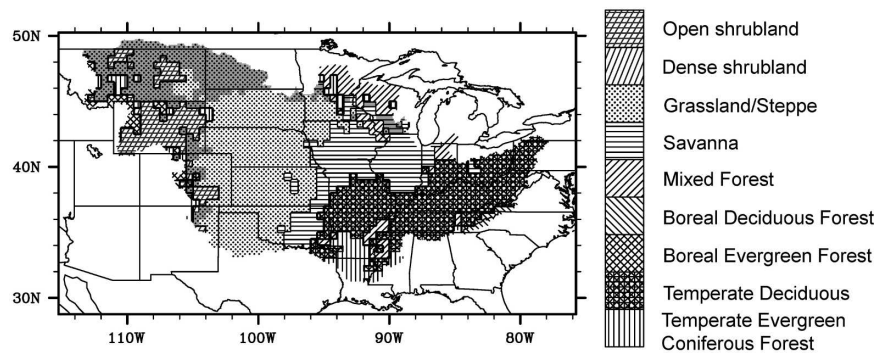 50N
40N
30N
110W
100W
90W
80W
Open shrubland
Dense shrubland
Grassland/Steppe
Savanna
Mixed Forest
Boreal Deciduous Forest
Boreal Evergreen Forest
Temperate Deciduous
Temperate Evergreen
Coniferous Forest